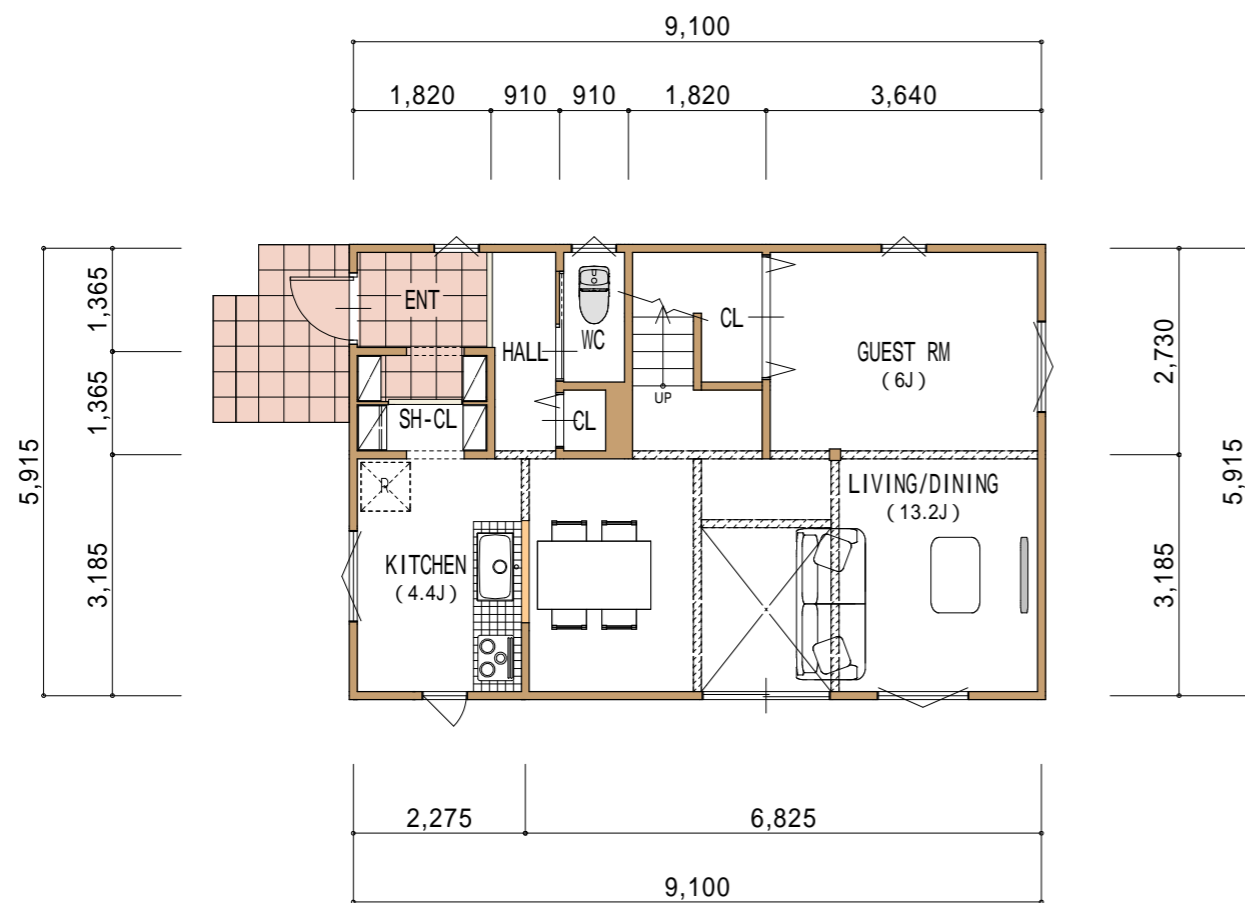 9,100
1,820
910
910
1,820
3,640
1,365
1,365
3,185
5,915
ENT
WC
CL
HALL
GUEST RM
(6J)
UP
SH-CL
CL
R
LIVING/DINING
(13.2J)
KITCHEN
(4.4J)
2,730
3,185
5,915
2,275
6,825
9,100